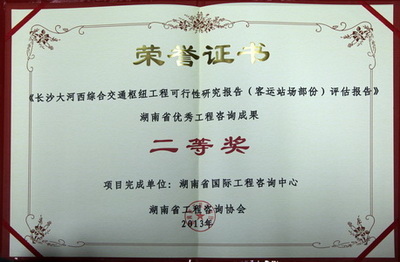 荣誉证书
《长沙大河西综合交通枢纽工程可行性研究报告（客运站场部份）评估报告》
湖南省优秀工程咨询成果
二等奖
项目完成单位：湖南省国际工程咨询中心
湖南省工程咨询协会
2013年